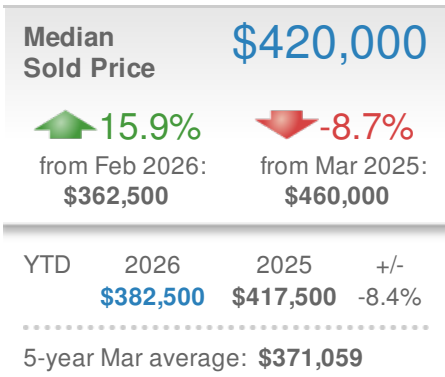 Median
Sold Price
$420,000
15.9%
from Feb 2026:
$362,500
-8.7%
from Mar 2025:
$460,000
YTD 2026 2025 +/-
$382,500 $417,500 -8.4%
5-year Mar average: $371,059